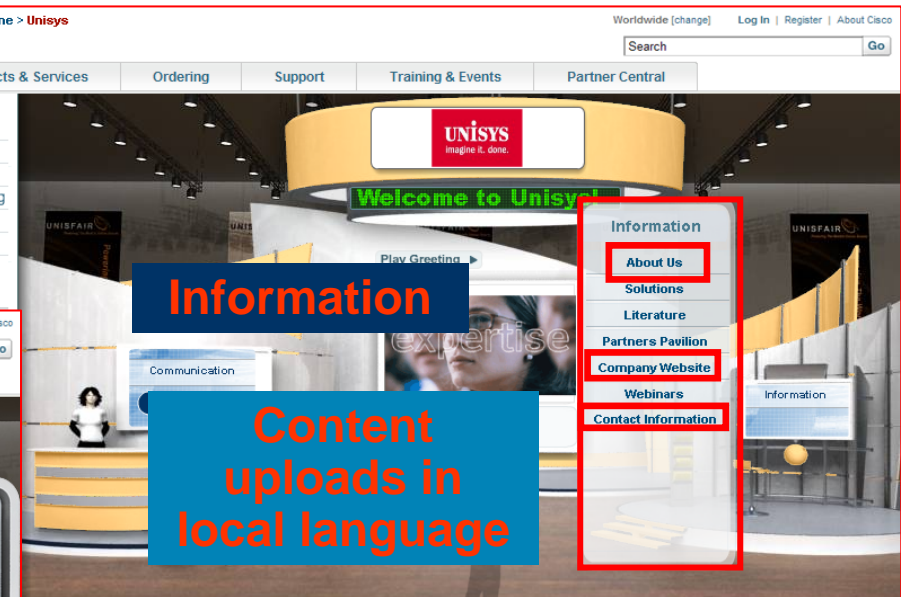 ne > Unisys
Worldwide [change] Log In | Register | About Cisco
Search Go
cts & Services Ordering Support Training & Events Partner Central
g
UNISYS
imagine it. done.
Welcome to Unisys!
UNISFAIR
UNIS
UNISFAIR
Play Greeting
Information
About Us
Solutions
Literature
Partners Pavilion
Company Website
Webinars
Contact Information
Information
expertise
Communication
Information
Content
uploads in
local language
sco
o